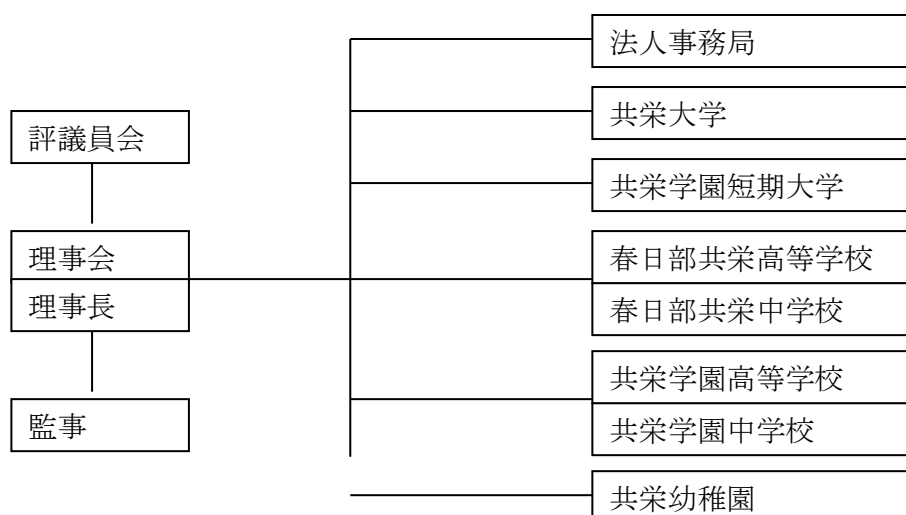 評議員会
理事会
理事長
監事
法人事務局
共栄大学
共栄学園短期大学
春日部共栄高等学校
春日部共栄中学校
共栄学園高等学校
共栄学園中学校
共栄幼稚園